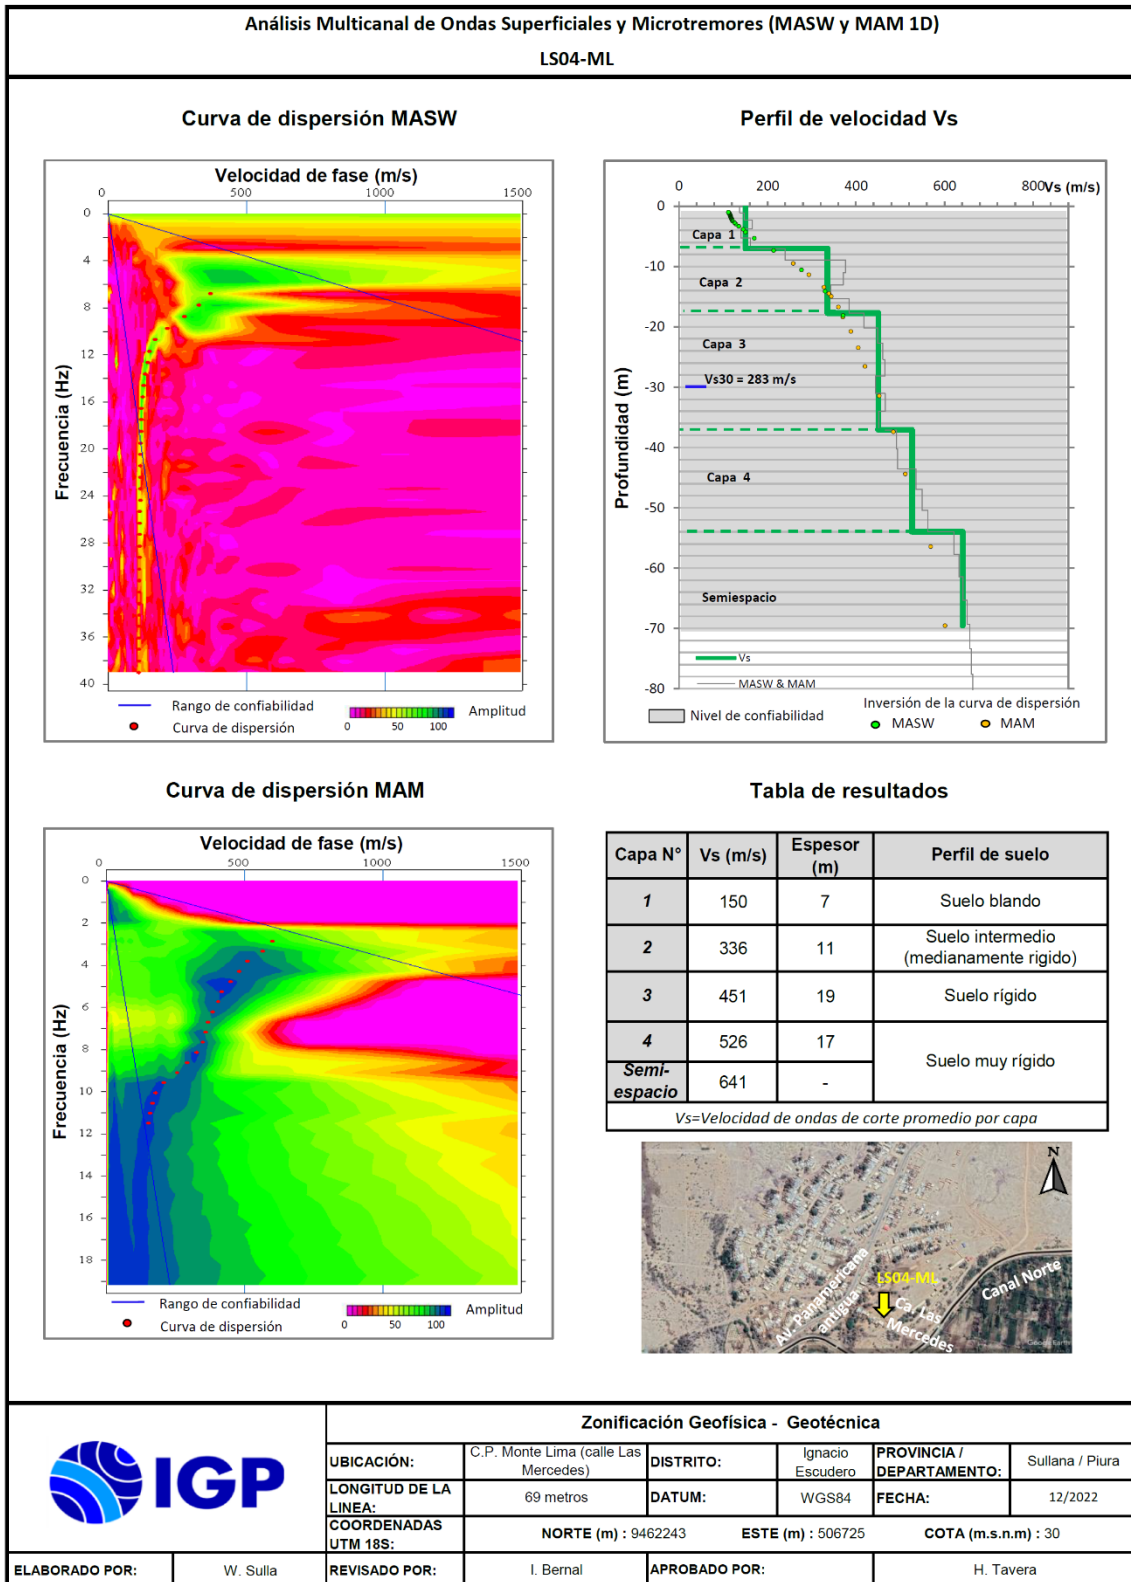 Análisis Multicanal de Ondas Superficiales y Microtremores (MASW y MAM 1D)
LS04-ML
Curva de dispersión MASW
Velocidad de fase (m/s)
0 500 1000 1500
Frecuencia (Hz)
0
4
8
12
16
20
24
28
32
36
40
Rango de confiabilidad
Curva de dispersión
0 50 100
Amplitud
Perfil de velocidad Vs
0 200 400 600 800 Vs (m/s)
Profundidad (m)
0
-10
-20
-30
-40
-50
-60
-70
-80
Capa 1
Capa 2
Capa 3
Vs30 = 283 m/s
Capa 4
Semiespacio
Vs
MASW & MAM
Nivel de confiabilidad
Inversión de la curva de dispersión
MASW MAM
Curva de dispersión MAM
Velocidad de fase (m/s)
0 500 1000 1500
Frecuencia (Hz)
0
2
4
6
8
10
12
14
16
18
Rango de confiabilidad
Curva de dispersión
0 50 100
Amplitud
Tabla de resultados
Capa N° Vs (m/s) Espesor (m) Perfil de suelo
1 150 7 Suelo blando
2 336 11 Suelo intermedio (medianamente rigido)
3 451 19 Suelo rígido
4 526 17 Suelo muy rígido
Semi-espacio 641 -
Vs=Velocidad de ondas de corte promedio por capa
N
LS04-ML
Av. Panamericana antigua
Ca. Las Mercedes
Canal Norte
Google Earth
IGP
Zonificación Geofísica - Geotécnica
UBICACIÓN: C.P. Monte Lima (calle Las Mercedes) DISTRITO: Ignacio Escudero PROVINCIA / DEPARTAMENTO: Sullana / Piura
LONGITUD DE LA LINEA: 69 metros DATUM: WGS84 FECHA: 12/2022
COORDENADAS UTM 18S: NORTE (m) : 9462243 ESTE (m) : 506725 COTA (m.s.n.m) : 30
ELABORADO POR: W. Sulla REVISADO POR: I. Bernal APROBADO POR: H. Tavera